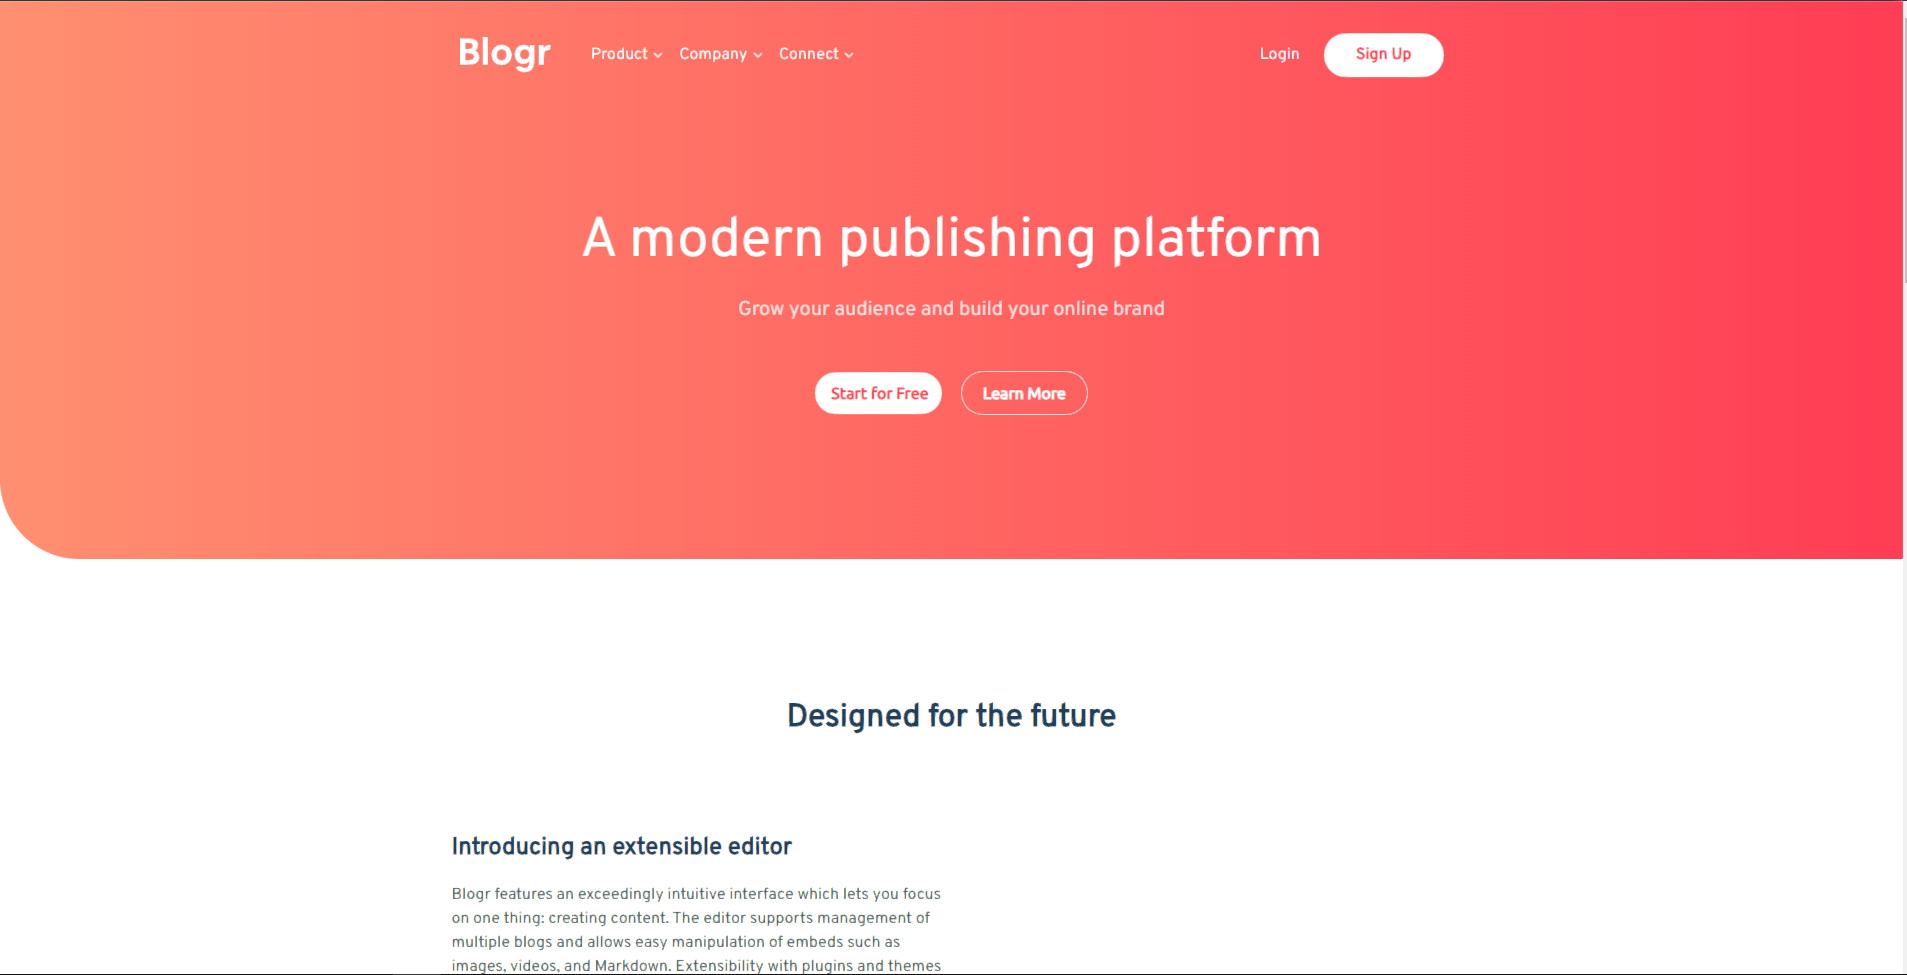 Blogr
Product Company Connect
Login Sign Up
A modern publishing platform
Grow your audience and build your online brand
Start for Free Learn More
Designed for the future
Introducing an extensible editor
Blogr features an exceedingly intuitive interface which lets you focus
on one thing: creating content. The editor supports management of
multiple blogs and allows easy manipulation of embeds such as
images, videos, and Markdown. Extensibility with plugins and themes